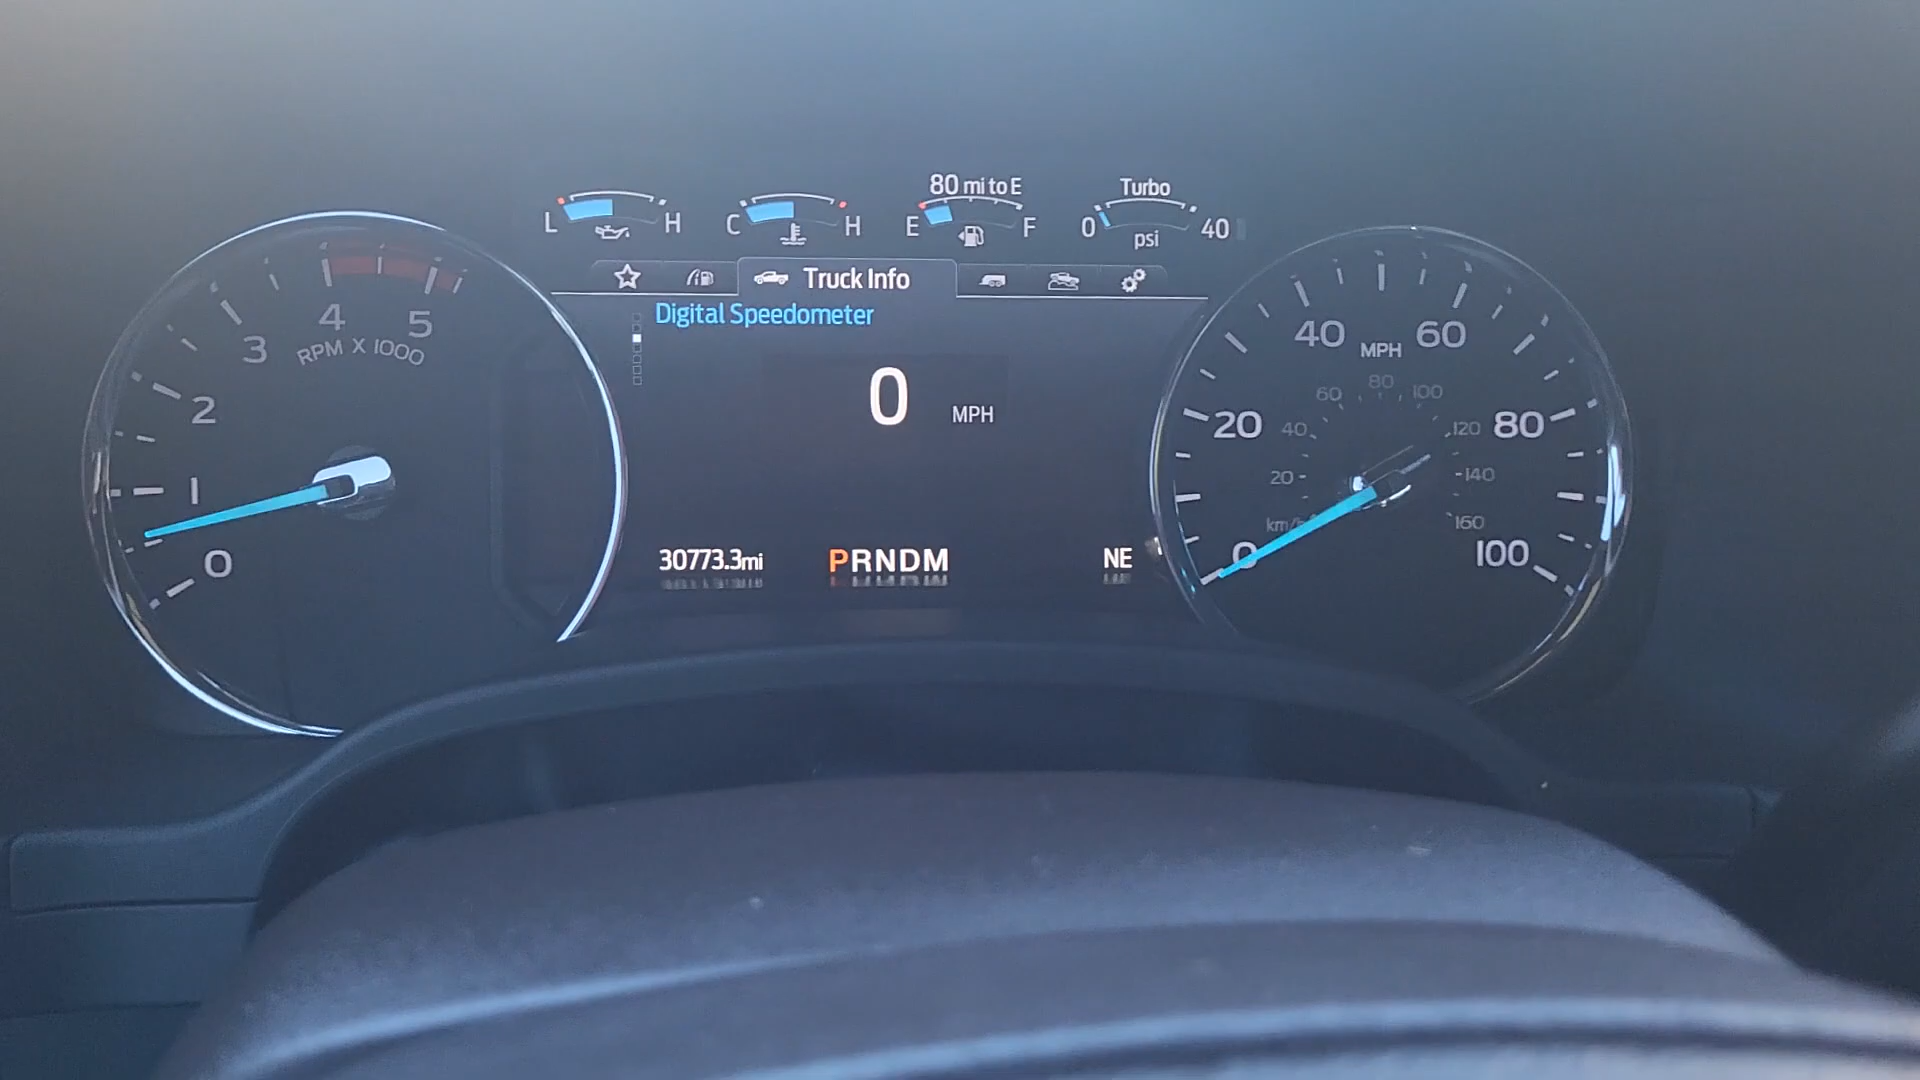 80 mi to E
Turbo
L H
C H
E F
0 40
psi
Truck Info
Digital Speedometer
0 MPH
30773.3mi
PRNDM
NE
0
1
2
3
4
5
RPM X 1000
0
20
40
60
80
100
MPH
km/h
20
40
60
80
100
120
140
160